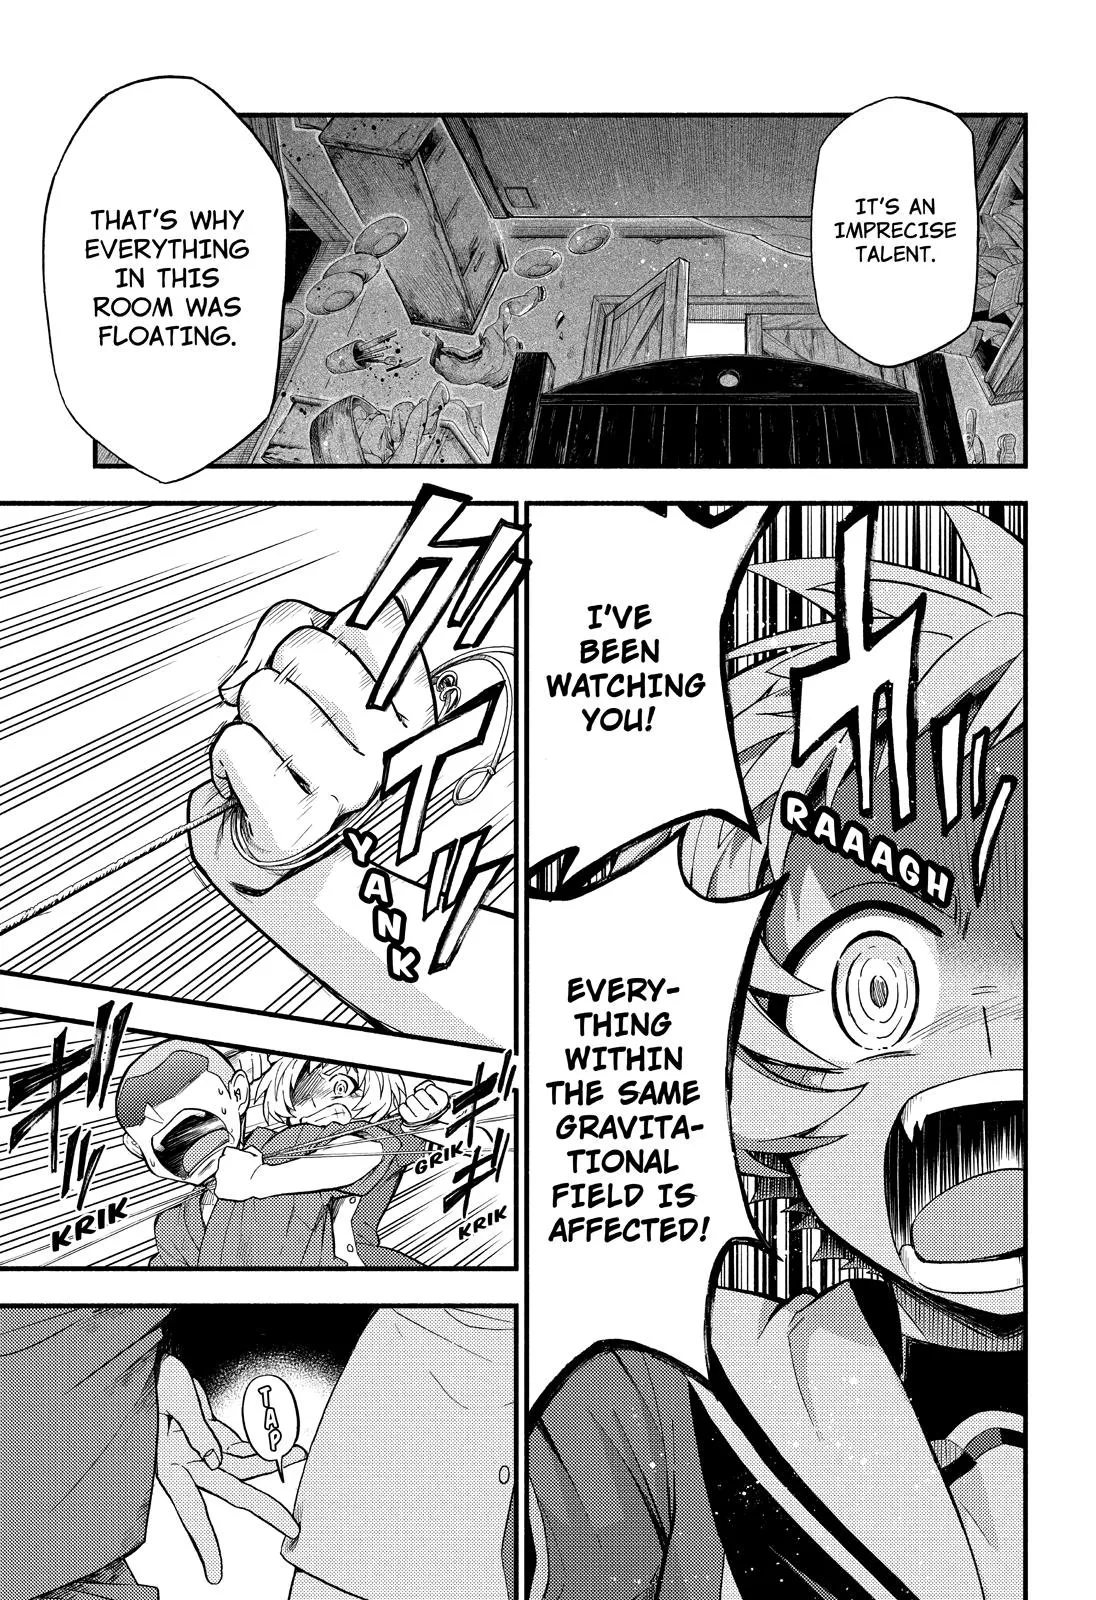 IT'S AN
IMPRECISE
TALENT.
THAT'S WHY
EVERYTHING
IN THIS
ROOM WAS
FLOATING.
I'VE
BEEN
WATCHING
YOU!
RAAAGH
EVERY-
THING
WITHIN
THE SAME
GRAVITA-
TIONAL
FIELD IS
AFFECTED!
YANK
GRIK
KRIK
KRIK
TAP